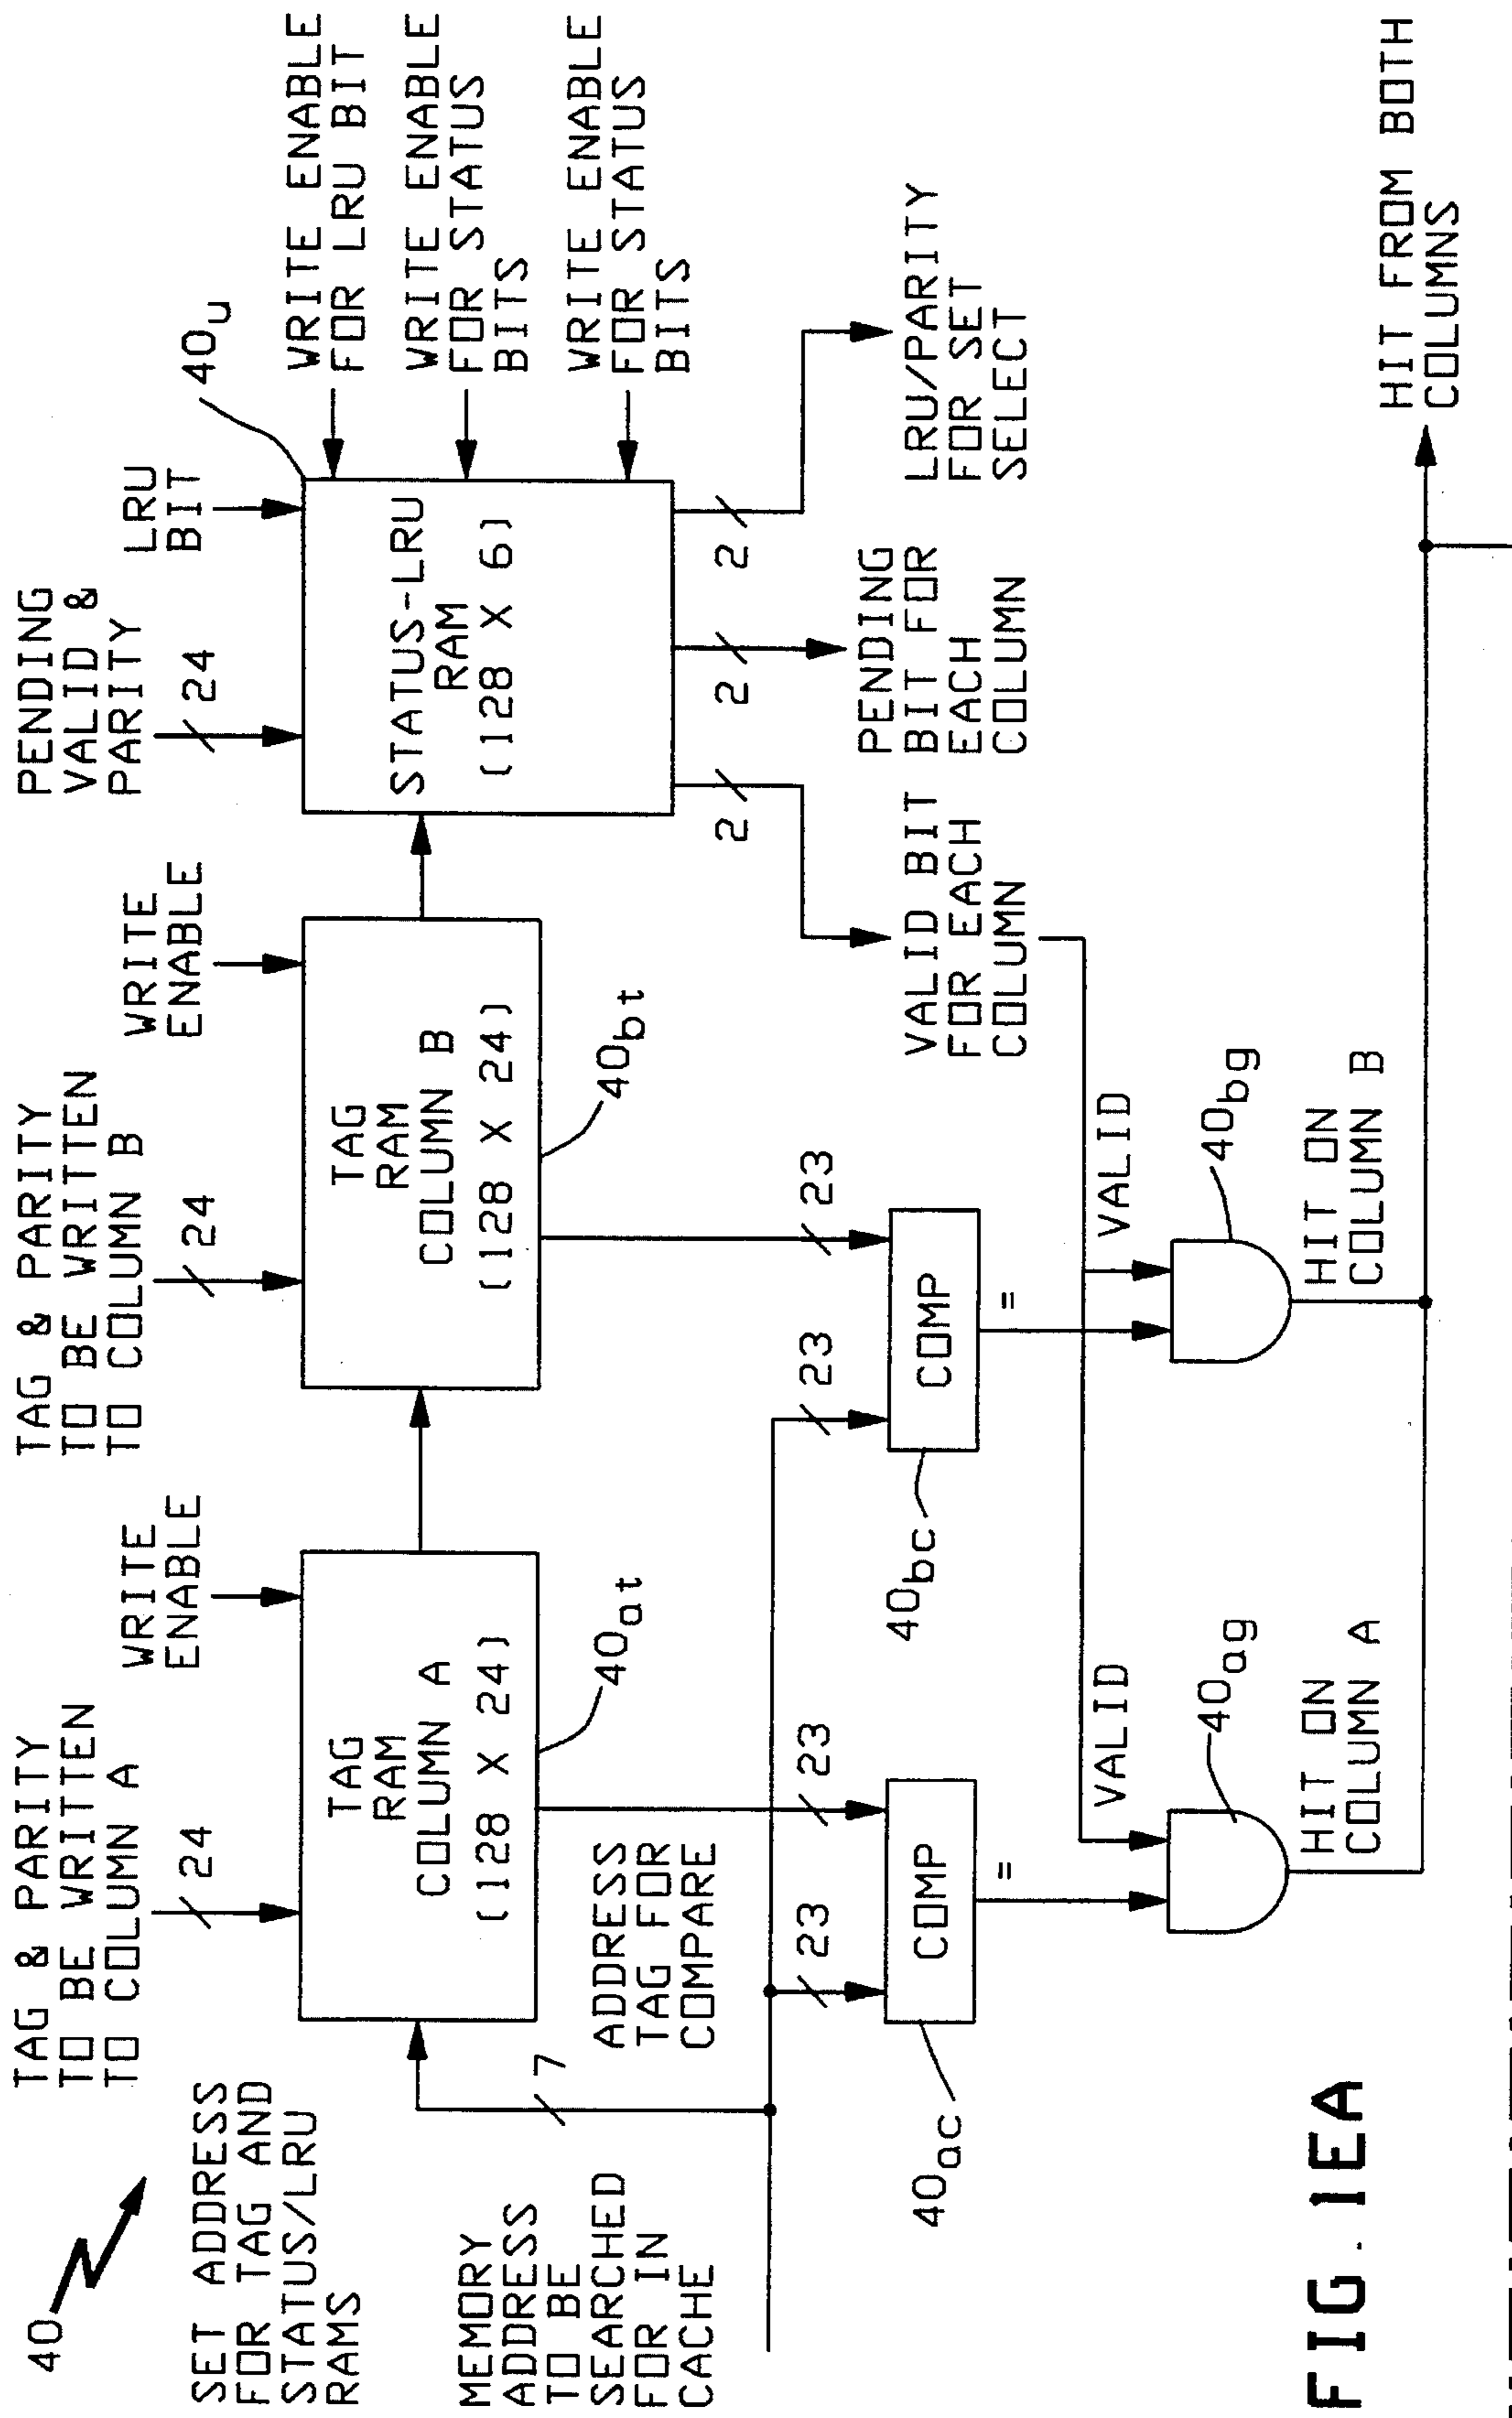 40
SET ADDRESS
FOR TAG AND
STATUS/LRU
RAMS
MEMORY
ADDRESS
TO BE
SEARCHED
FOR IN
CACHE
7
TAG & PARITY
TO BE WRITTEN
TO COLUMN A
24
WRITE
ENABLE
TAG
RAM
COLUMN A
(128 X 24)
40at
ADDRESS
TAG FOR
COMPARE
TAG & PARITY
TO BE WRITTEN
TO COLUMN B
24
WRITE
ENABLE
TAG
RAM
COLUMN B
(128 X 24)
40bt
PENDING
VALID &
PARITY
24
LRU
BIT
40u
STATUS-LRU
RAM
(128 X 6)
WRITE ENABLE
FOR LRU BIT
WRITE ENABLE
FOR STATUS
BITS
WRITE ENABLE
FOR STATUS
BITS
2
2
2
VALID BIT
FOR EACH
COLUMN
PENDING
BIT FOR
EACH
COLUMN
LRU/PARITY
FOR SET
SELECT
23
23
COMP
=
40ac
23
23
COMP
=
40bc
VALID
40ag
HIT ON
COLUMN A
VALID
40bg
HIT ON
COLUMN B
HIT FROM BOTH
COLUMNS
FIG. 1EA